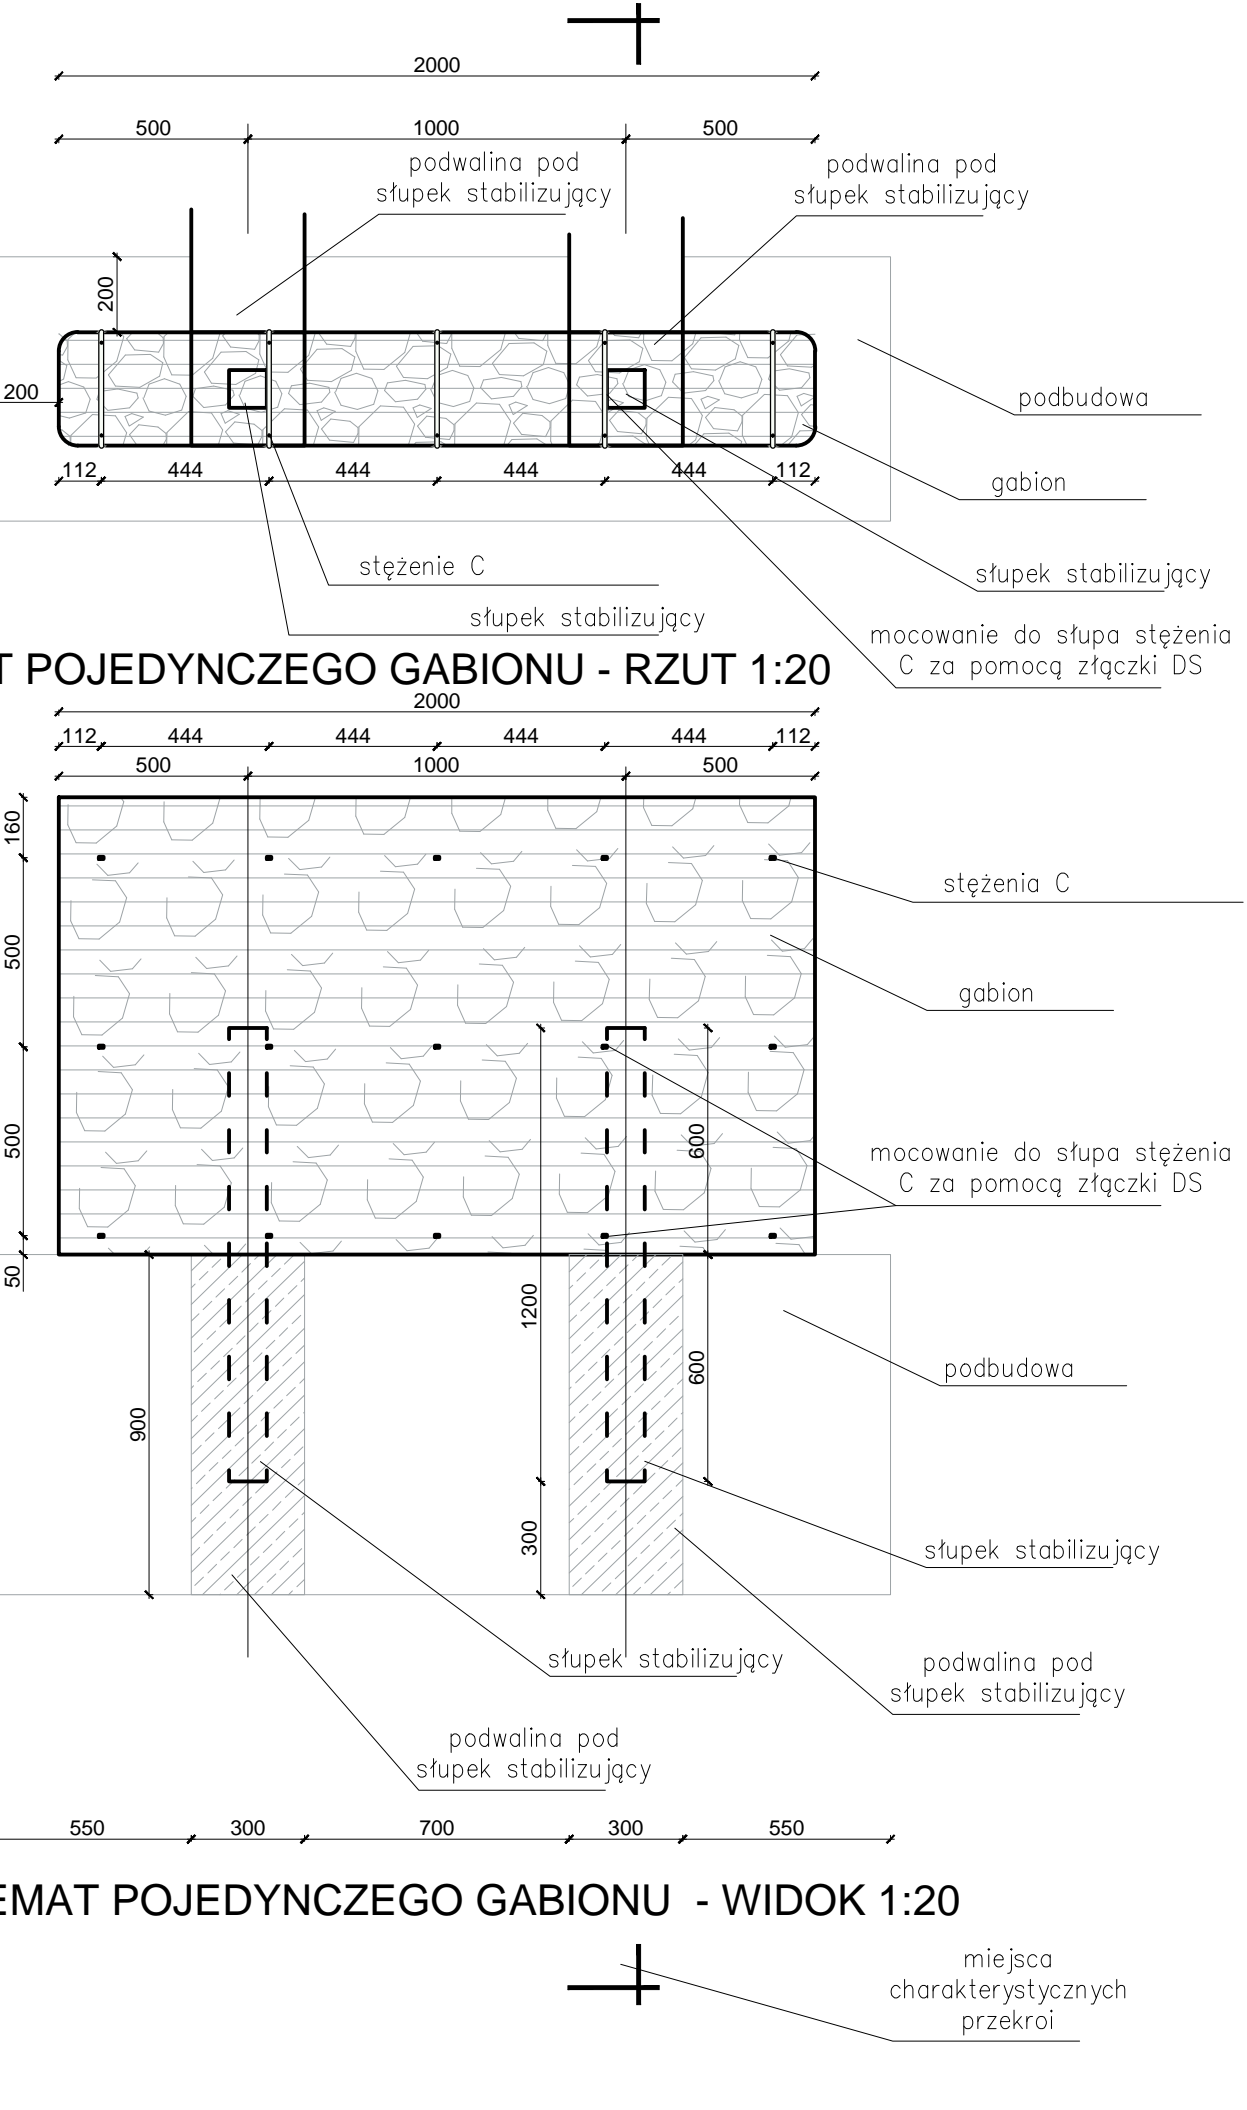 2000
500 1000 500
podwalina pod
słupek stabilizujący
podwalina pod
słupek stabilizujący
200
200
podbudowa
112 444 444 444 444 112
gabion
stężenie C
słupek stabilizujący
słupek stabilizujący
mocowanie do słupa stężenia
C za pomocą złączki DS
T POJEDYNCZEGO GABIONU - RZUT 1:20
2000
112 444 444 444 444 112
500 1000 500
160
500
500
50
stężenia C
gabion
600
mocowanie do słupa stężenia
C za pomocą złączki DS
1200
600
podbudowa
900
300
słupek stabilizujący
słupek stabilizujący
podwalina pod
słupek stabilizujący
podwalina pod
słupek stabilizujący
550 300 700 300 550
EMAT POJEDYNCZEGO GABIONU - WIDOK 1:20
miejsca
charakterystycznych
przekroi